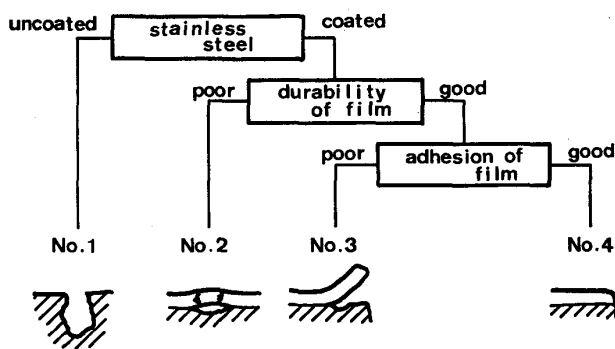 uncoated
stainless
steel
coated
poor
durability
of film
good
poor
adhesion of
film
good
No.1
No.2
No.3
No.4